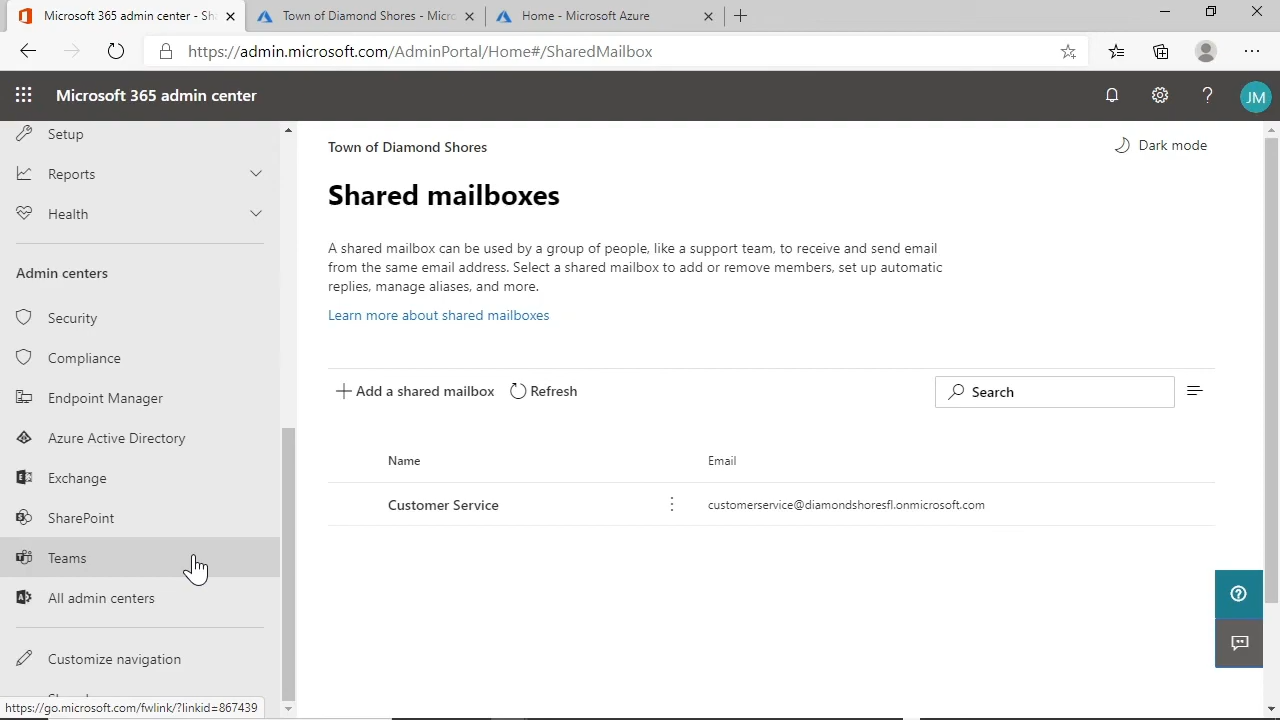 Microsoft 365 admin center - Sh
Town of Diamond Shores - Micro
Home - Microsoft Azure
https://admin.microsoft.com/AdminPortal/Home#/SharedMailbox
Microsoft 365 admin center
JM
Setup
Reports
Health
Admin centers
Security
Compliance
Endpoint Manager
Azure Active Directory
Exchange
SharePoint
Teams
All admin centers
Customize navigation
https://go.microsoft.com/fwlink/?linkid=867439
Town of Diamond Shores
Dark mode
Shared mailboxes
A shared mailbox can be used by a group of people, like a support team, to receive and send email
from the same email address. Select a shared mailbox to add or remove members, set up automatic
replies, manage aliases, and more.
Learn more about shared mailboxes
Add a shared mailbox Refresh
Search
Name Email
Customer Service customerservice@diamondshoresfl.onmicrosoft.com